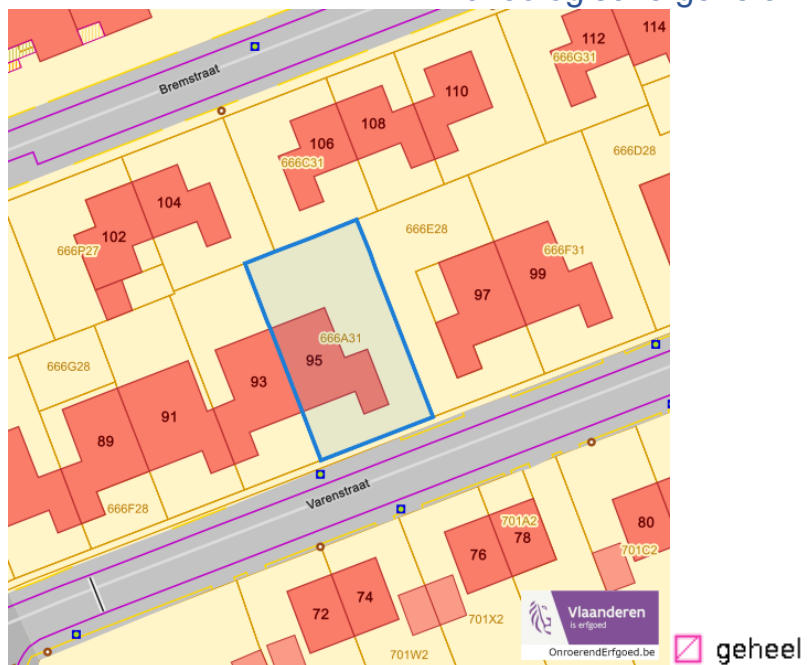 112
114
666G31
Bremstraat
110
108
106
666C31
666D28
104
102
666P27
666E28
666F31
99
97
666A31
95
93
666G28
91
89
666F28
Varenstraat
701A2
78
76
80
701C2
74
72
701X2
701W2
Vlaanderen
is erfgoed
OnroerendErfgoed.be
geheel